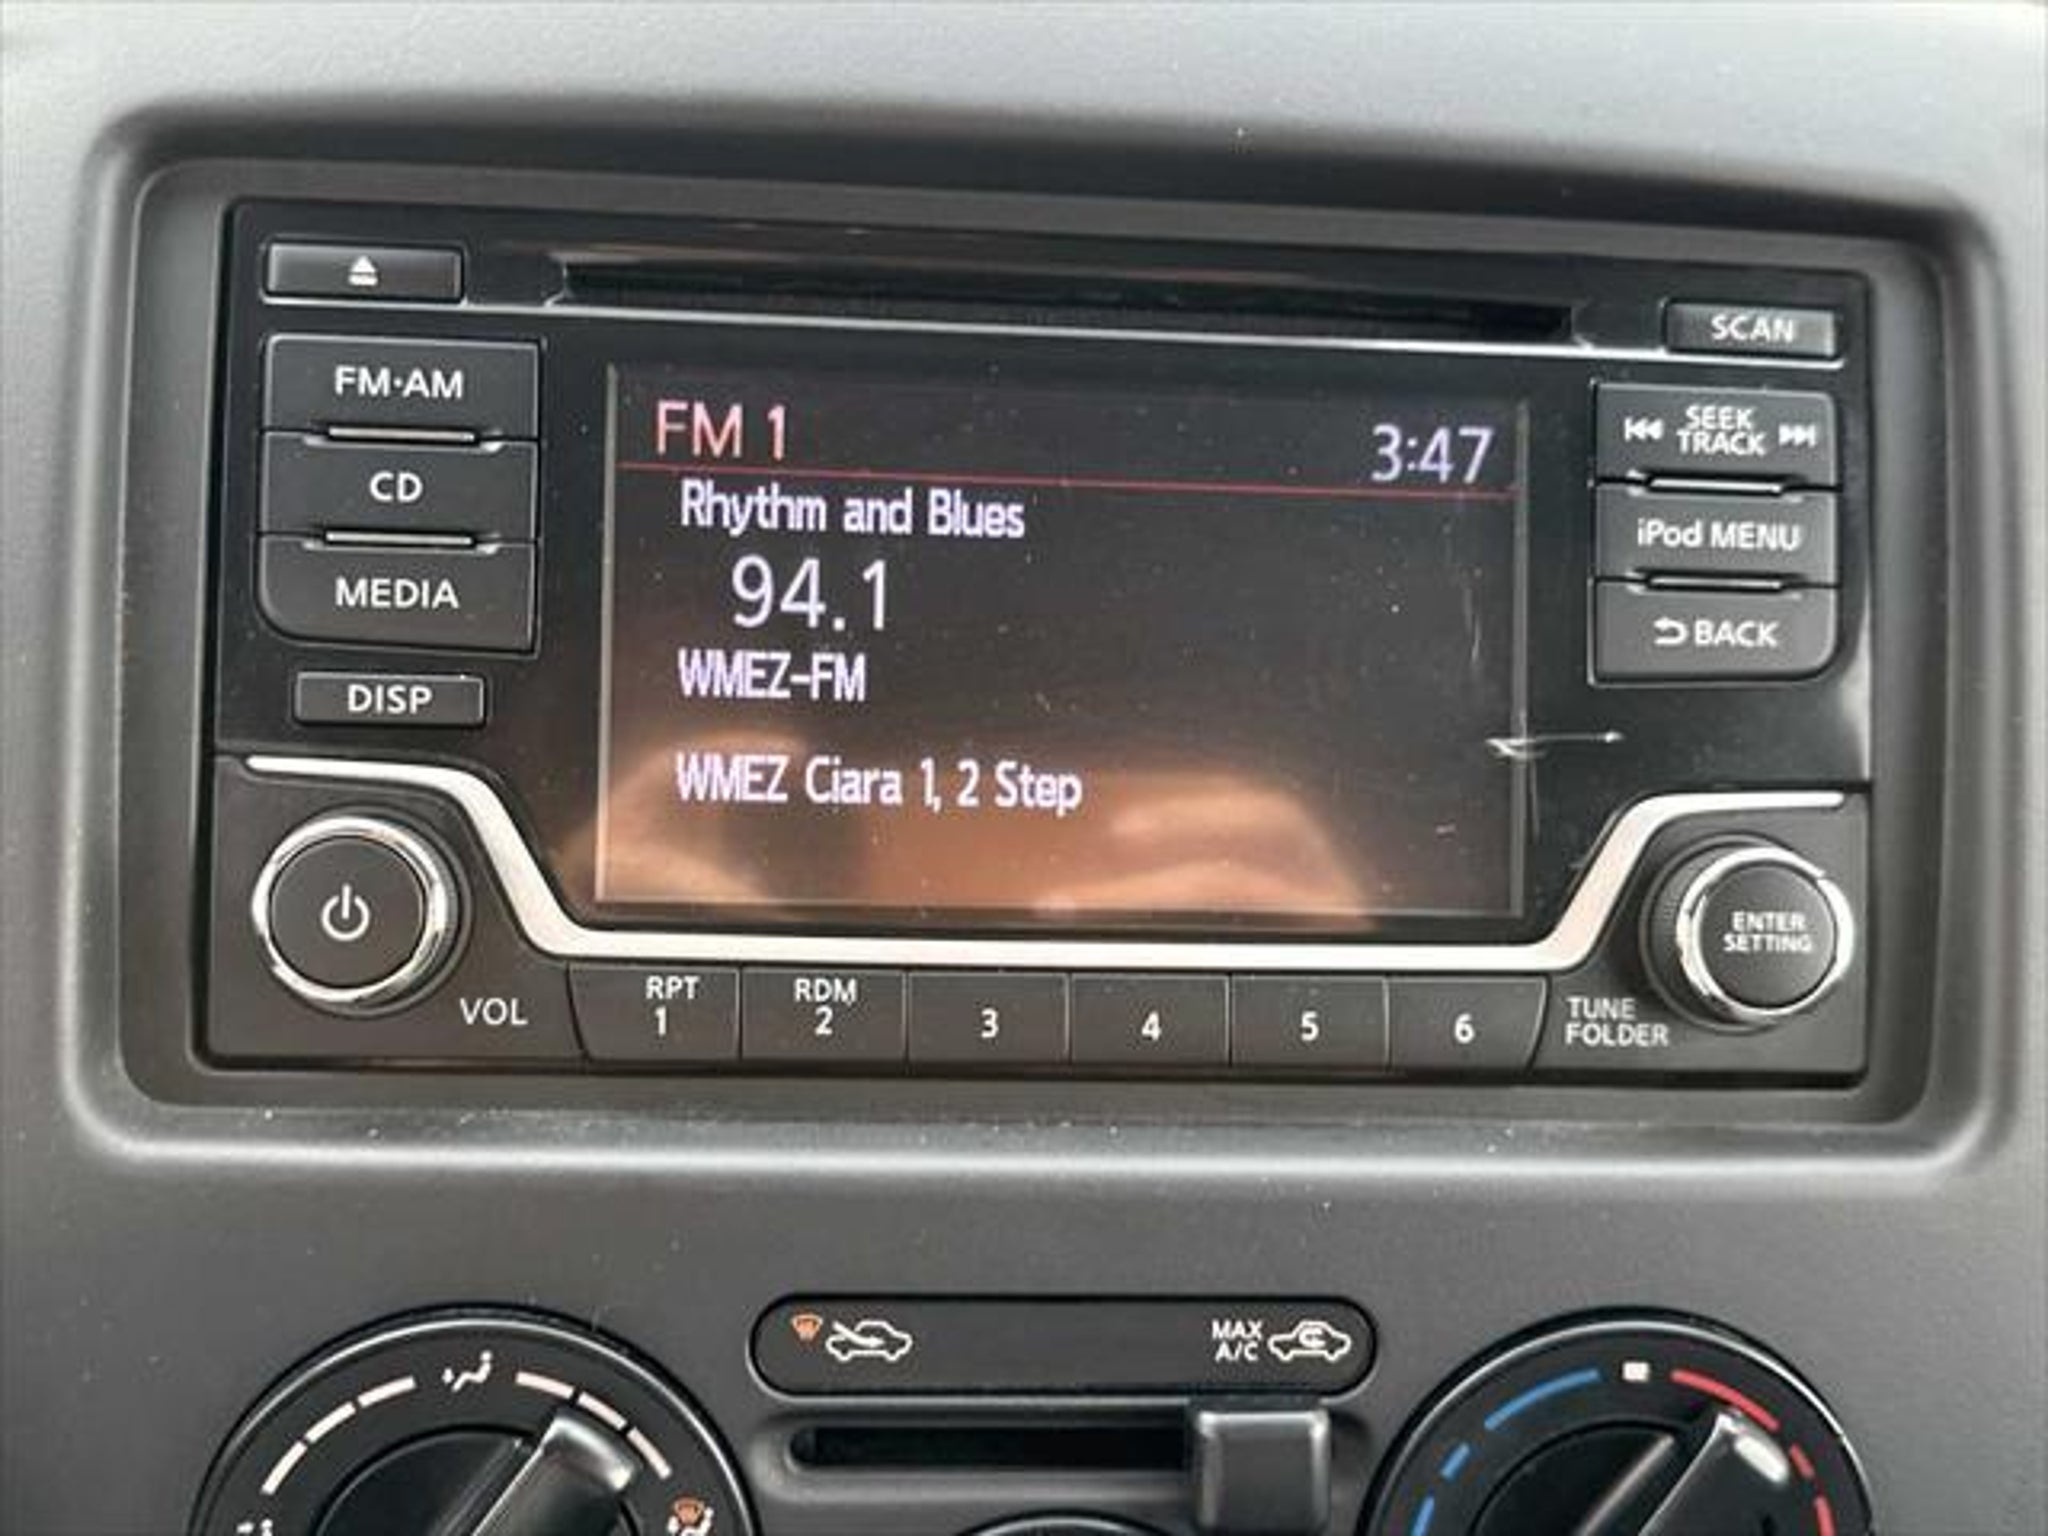 SCAN
FM·AM
CD
MEDIA
DISP
FM 1
3:47
Rhythm and Blues
94.1
WMEZ-FM
WMEZ Ciara 1, 2 Step
SEEK
TRACK
iPod MENU
BACK
VOL
RPT
1
RDM
2
3
4
5
6
TUNE
FOLDER
ENTER
SETTING
MAX
A/C